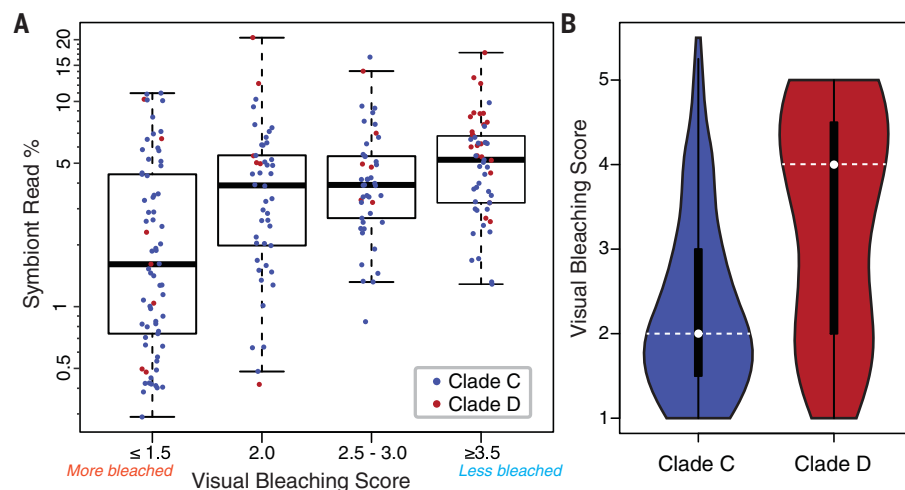 A
Symbiont Read %
20
15
10
5
1
0.5
Clade C
Clade D
≤ 1.5
2.0
2.5 - 3.0
≥3.5
More bleached
Less bleached
Visual Bleaching Score
B
Visual Bleaching Score
5
4
3
2
1
Clade C
Clade D